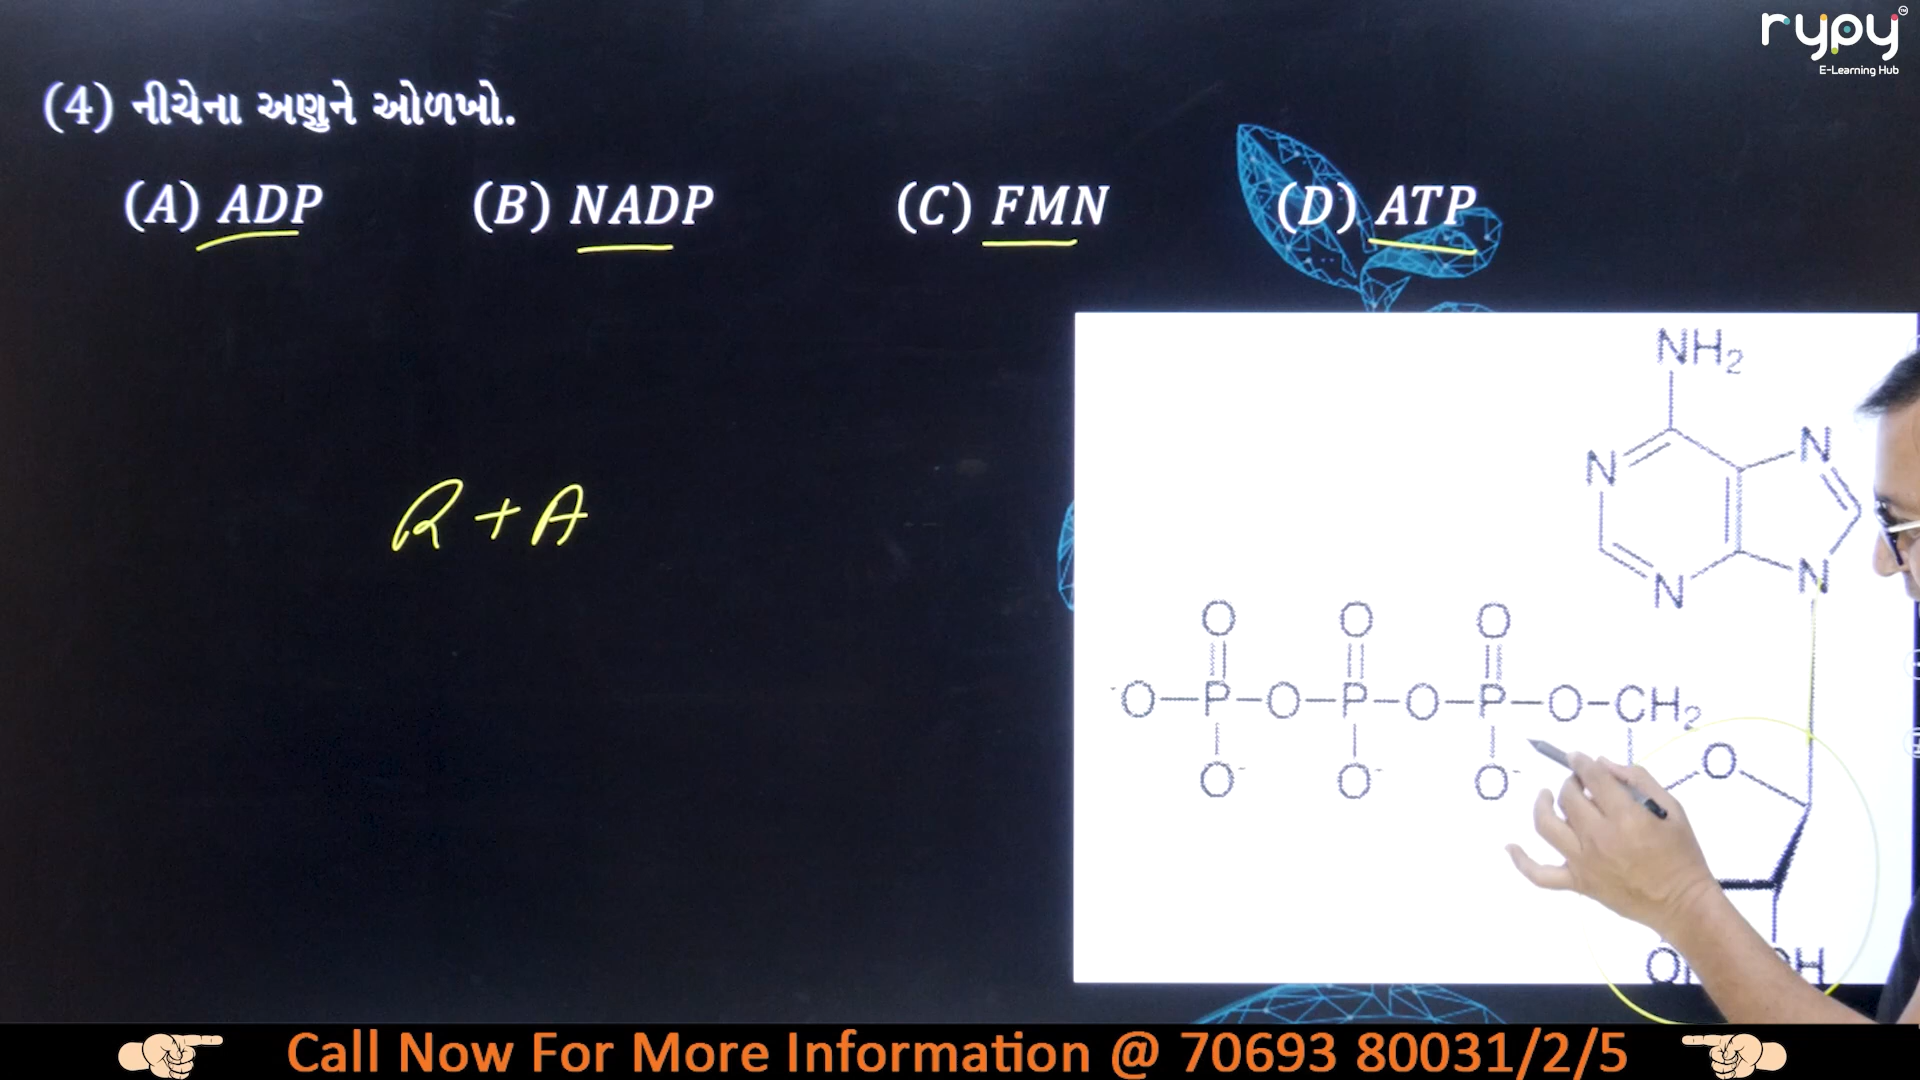 rypy
E-Learning Hub
(4) નીચેના અણુને ઓળખો.
(A) ADP (B) NADP (C) FMN (D) ATP
R + A
NH₂
N N
N N
O O O
⁻O–P–O–P–O–P–O–CH₂
O⁻ O⁻ O⁻ O
OH
Call Now For More Information @ 70693 80031/2/5